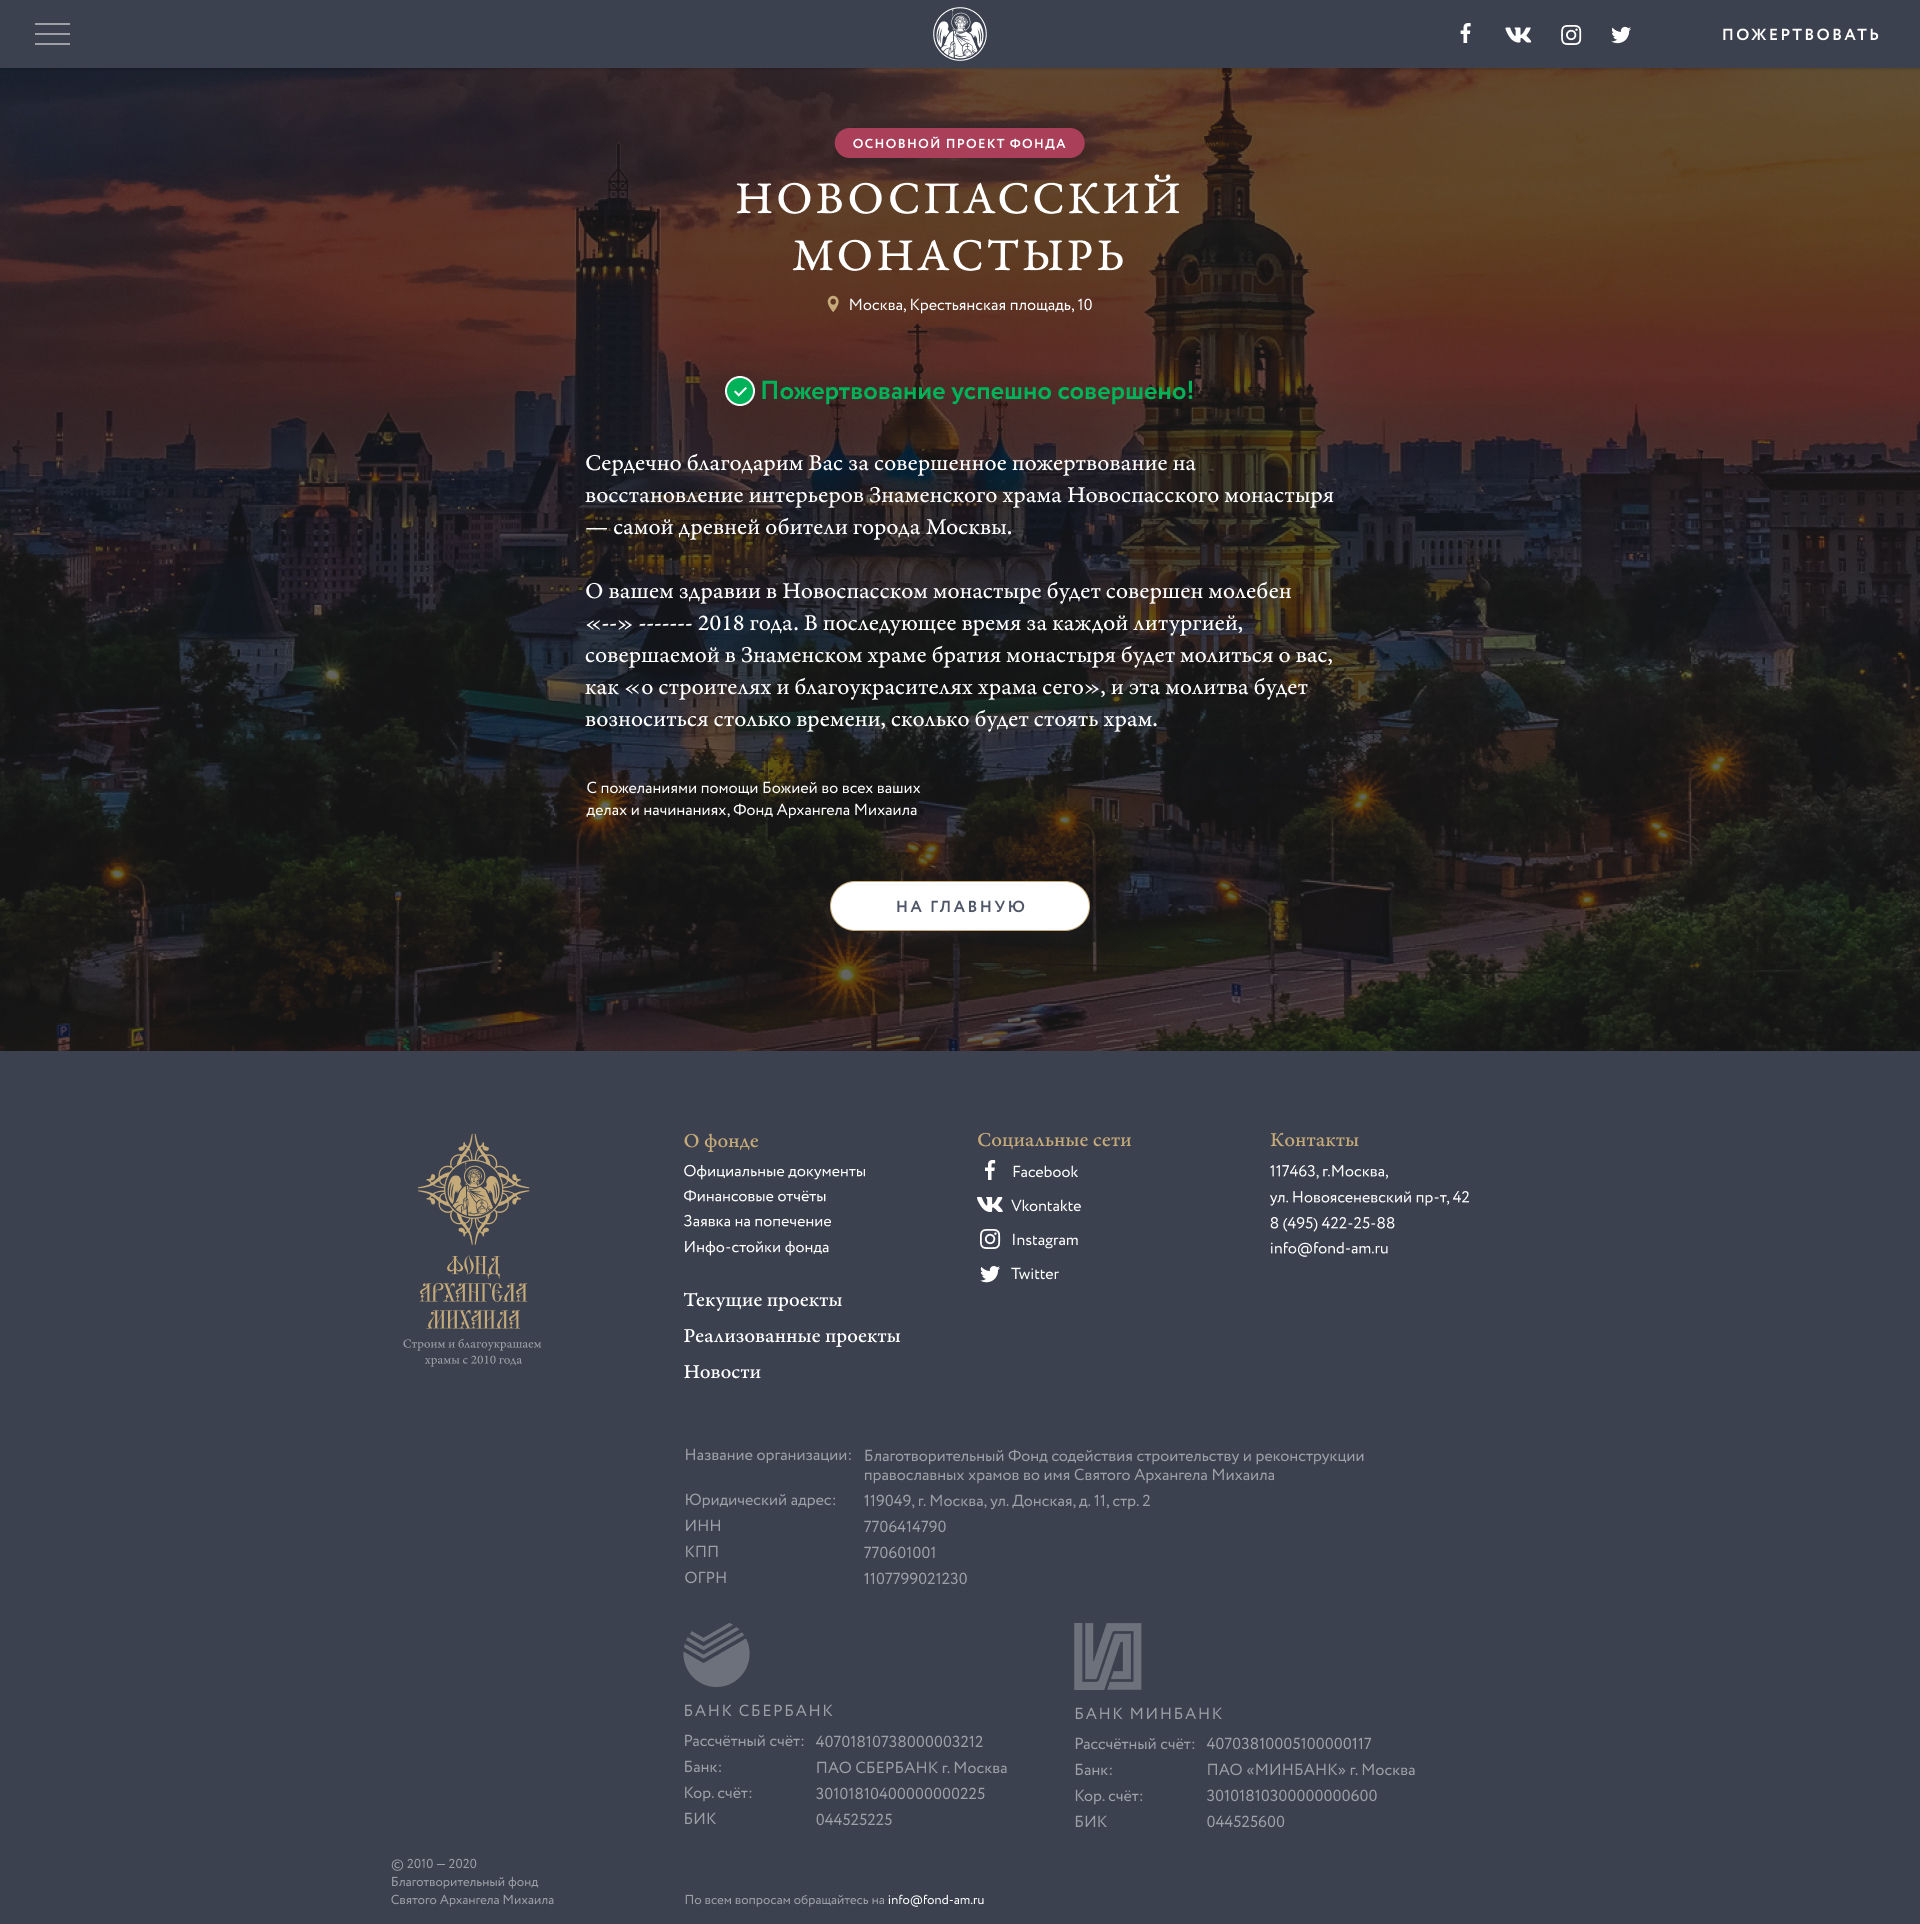 ПОЖЕРТВОВАТЬ
ОСНОВНОЙ ПРОЕКТ ФОНДА
НОВОСПАССКИЙ
МОНАСТЫРЬ
Москва, Крестьянская площадь, 10
Пожертвование успешно совершено!
Сердечно благодарим Вас за совершенное пожертвование на
восстановление интерьеров Знаменского храма Новоспасского монастыря
— самой древней обители города Москвы.
О вашем здравии в Новоспасском монастыре будет совершен молебен
«--» ------- 2018 года. В последующее время за каждой литургией,
совершаемой в Знаменском храме братия монастыря будет молиться о вас,
как «о строителях и благоукрасителях храма сего», и эта молитва будет
возноситься столько времени, сколько будет стоять храм.
С пожеланиями помощи Божией во всех ваших
делах и начинаниях, Фонд Архангела Михаила
НА ГЛАВНУЮ
ФОНД
АРХАНГЕЛА
МИХАИЛА
Строим и благоукрашаем
храмы с 2010 года
О фонде
Официальные документы
Финансовые отчёты
Заявка на попечение
Инфо-стойки фонда
Текущие проекты
Реализованные проекты
Новости
Социальные сети
Facebook
Vkontakte
Instagram
Twitter
Контакты
117463, г.Москва,
ул. Новоясеневский пр-т, 42
8 (495) 422-25-88
info@fond-am.ru
Название организации: Благотворительный Фонд содействия строительству и реконструкции
православных храмов во имя Святого Архангела Михаила
Юридический адрес: 119049, г. Москва, ул. Донская, д. 11, стр. 2
ИНН 7706414790
КПП 770601001
ОГРН 1107799021230
БАНК СБЕРБАНК
Рассчётный счёт: 40701810738000003212
Банк: ПАО СБЕРБАНК г. Москва
Кор. счёт: 30101810400000000225
БИК 044525225
БАНК МИНБАНК
Рассчётный счёт: 40703810005100000117
Банк: ПАО «МИНБАНК» г. Москва
Кор. счёт: 30101810300000000600
БИК 044525600
© 2010 — 2020
Благотворительный фонд
Святого Архангела Михаила
По всем вопросам обращайтесь на info@fond-am.ru